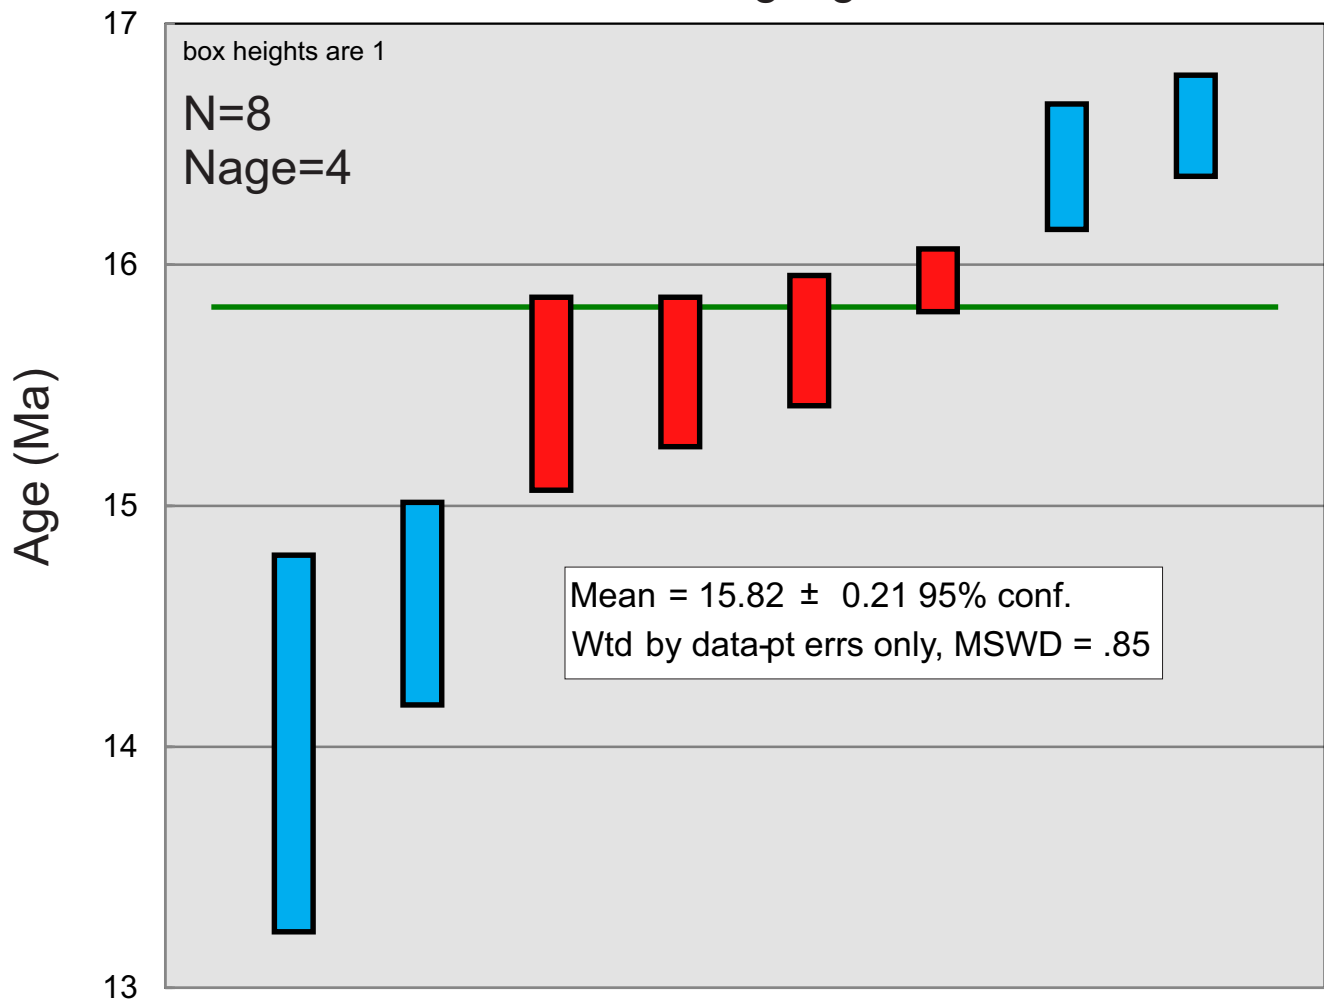 17
box heights are 1
N=8
Nage=4
16
Age (Ma)
15
Mean = 15.82 ± 0.21 95% conf.
Wtd by data-pt errs only, MSWD = .85
14
13